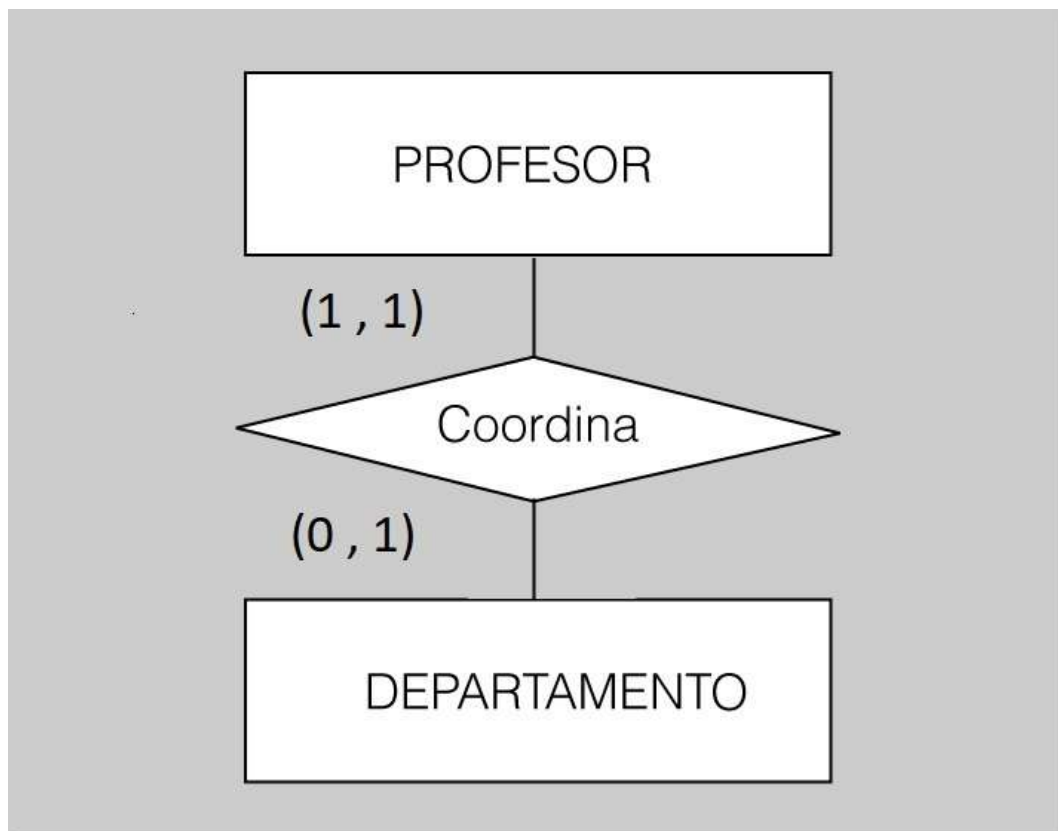 PROFESOR
(1 , 1)
Coordina
(0 , 1)
DEPARTAMENTO